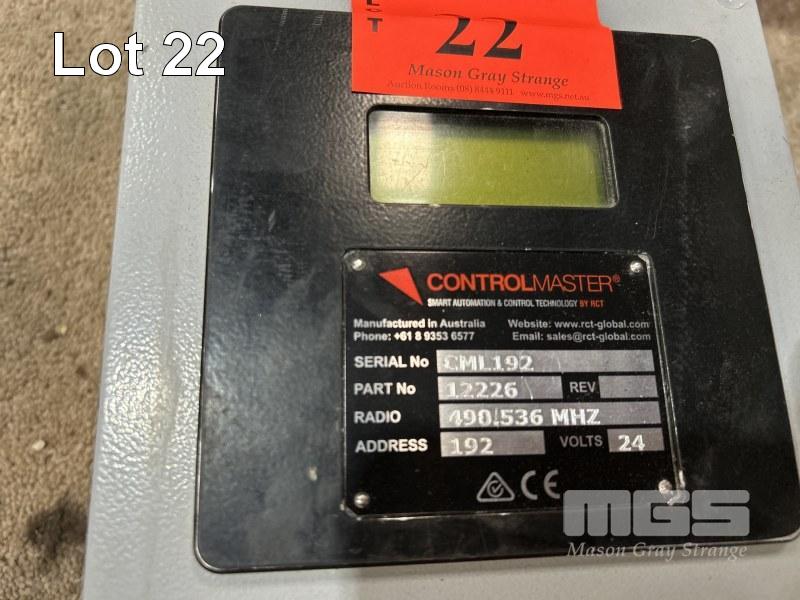 Lot 22
L
T
22
Mason Gray Strange
Auction Rooms (08) 8444 9111 www.mgs.net.au
CONTROLMASTER®
SMART AUTOMATION & CONTROL TECHNOLOGY BY RCT
Manufactured in Australia Website: www.rct-global.com
Phone: +61 8 9353 6577 Email: sales@rct-global.com
SERIAL No CML192
PART No 12226 REV
RADIO 490.536 MHZ
ADDRESS 192 VOLTS 24
CE
MGS
Mason Gray Strange